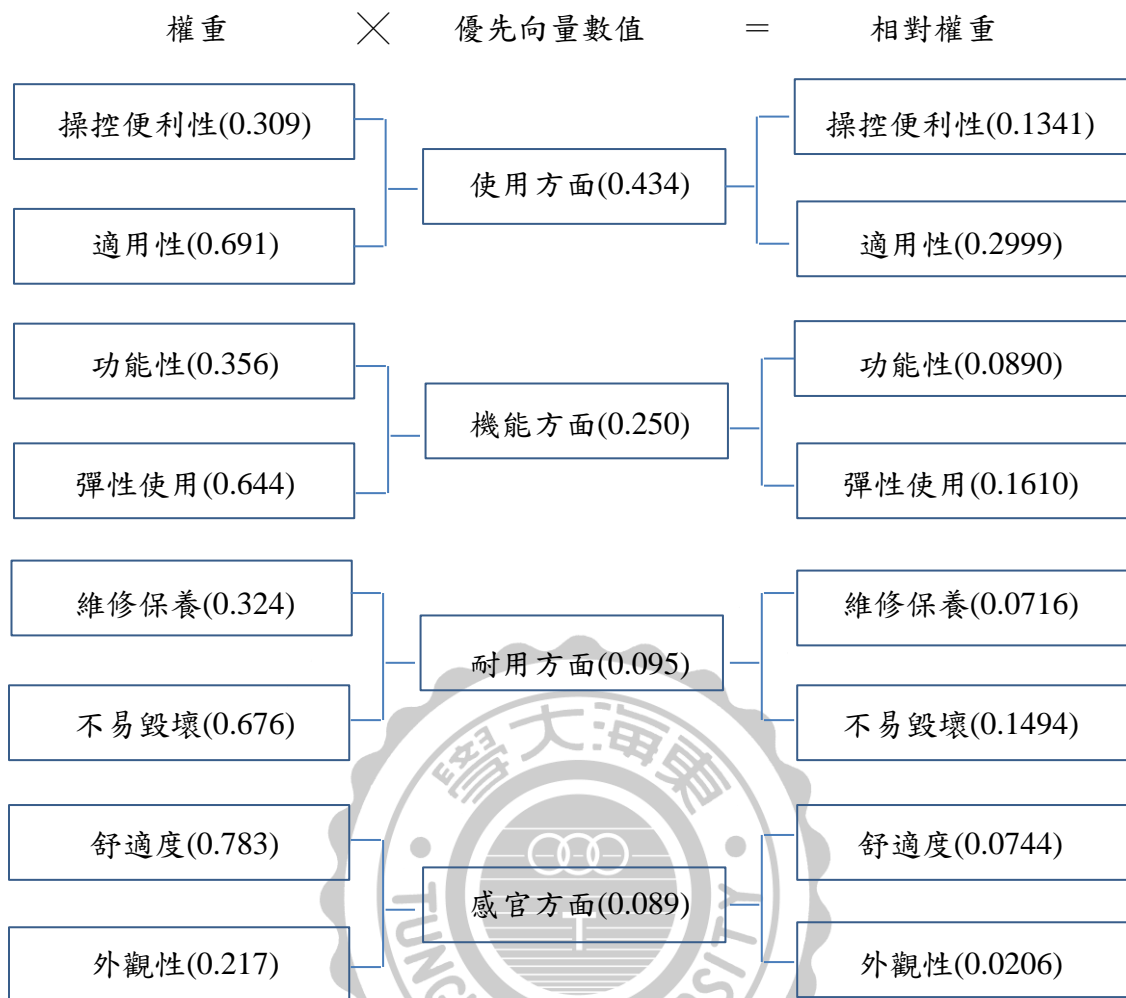 權重 × 優先向量數值 = 相對權重
操控便利性(0.309)
操控便利性(0.1341)
使用方面(0.434)
適用性(0.691)
適用性(0.2999)
功能性(0.356)
功能性(0.0890)
機能方面(0.250)
彈性使用(0.644)
彈性使用(0.1610)
維修保養(0.324)
維修保養(0.0716)
耐用方面(0.095)
不易毀壞(0.676)
不易毀壞(0.1494)
學大海東
舒適度(0.783)
舒適度(0.0744)
感官方面(0.089)
外觀性(0.217)
外觀性(0.0206)